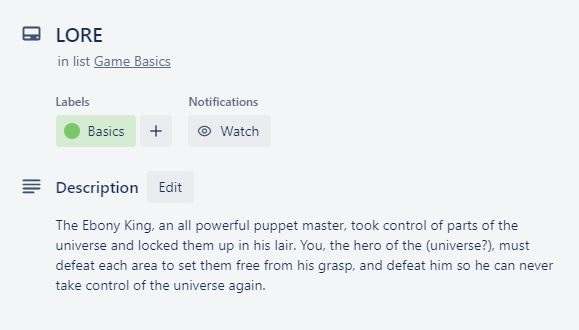 LORE
in list Game Basics
Labels
Notifications
Basics
+
Watch
Description
Edit
The Ebony King, an all powerful puppet master, took control of parts of the
universe and locked them up in his lair. You, the hero of the (universe?), must
defeat each area to set them free from his grasp, and defeat him so he can never
take control of the universe again.